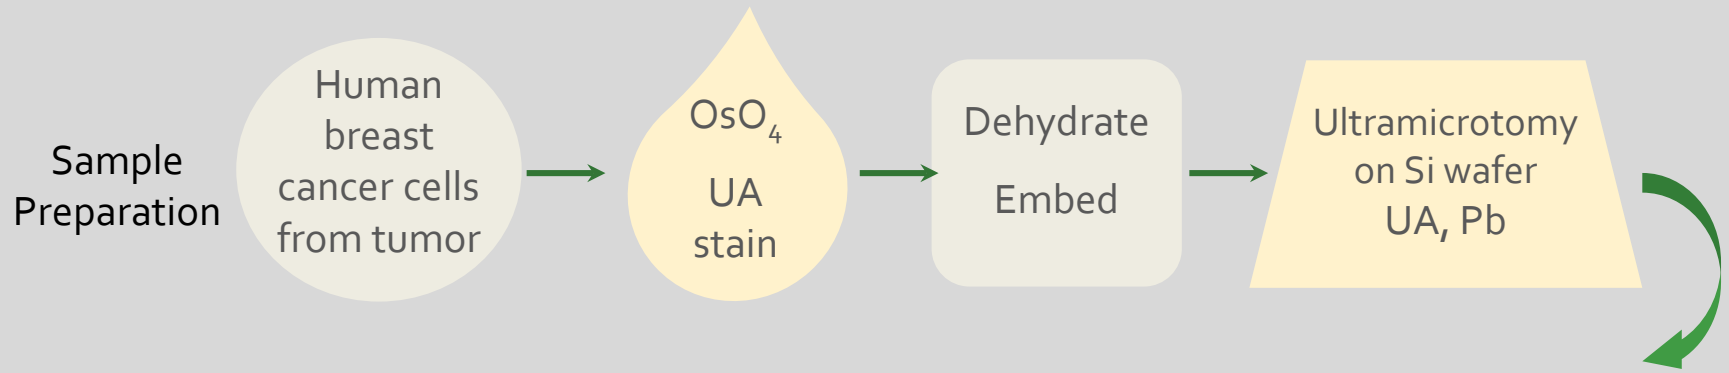 Sample
Preparation
Human
breast
cancer cells
from tumor
OsO₄
UA
stain
Dehydrate
Embed
Ultramicrotomy
on Si wafer
UA, Pb